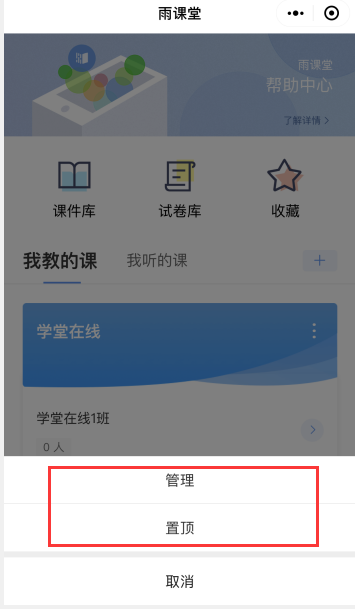 雨课堂
雨课堂
帮助中心
了解详情 >
课件库 试卷库 收藏
我教的课 我听的课 +
学堂在线
学堂在线1班
0 人
管理
置顶
取消